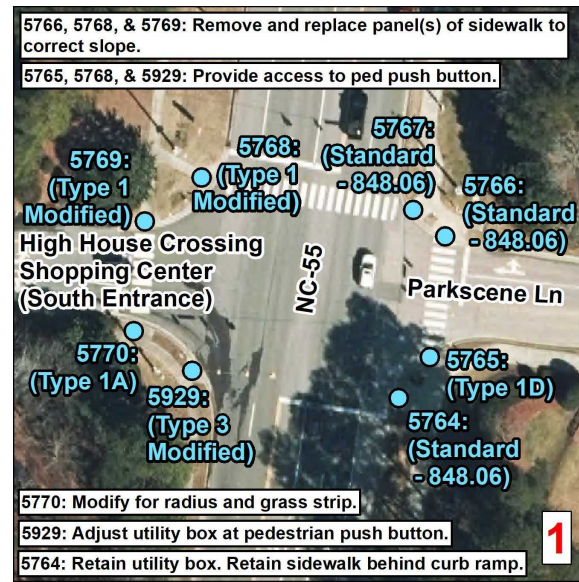 5766, 5768, & 5769: Remove and replace panel(s) of sidewalk to
correct slope.
5765, 5768, & 5929: Provide access to ped push button.
5769:
(Type 1
Modified)
5768:
(Type 1
Modified)
5767:
(Standard
- 848.06)
5766:
(Standard
- 848.06)
High House Crossing
Shopping Center
(South Entrance)
NC-55
Parkscene Ln
5770:
(Type 1A)
5929:
(Type 3
Modified)
5765:
(Type 1D)
5764:
(Standard
- 848.06)
5770: Modify for radius and grass strip.
5929: Adjust utility box at pedestrian push button.
5764: Retain utility box. Retain sidewalk behind curb ramp.
1